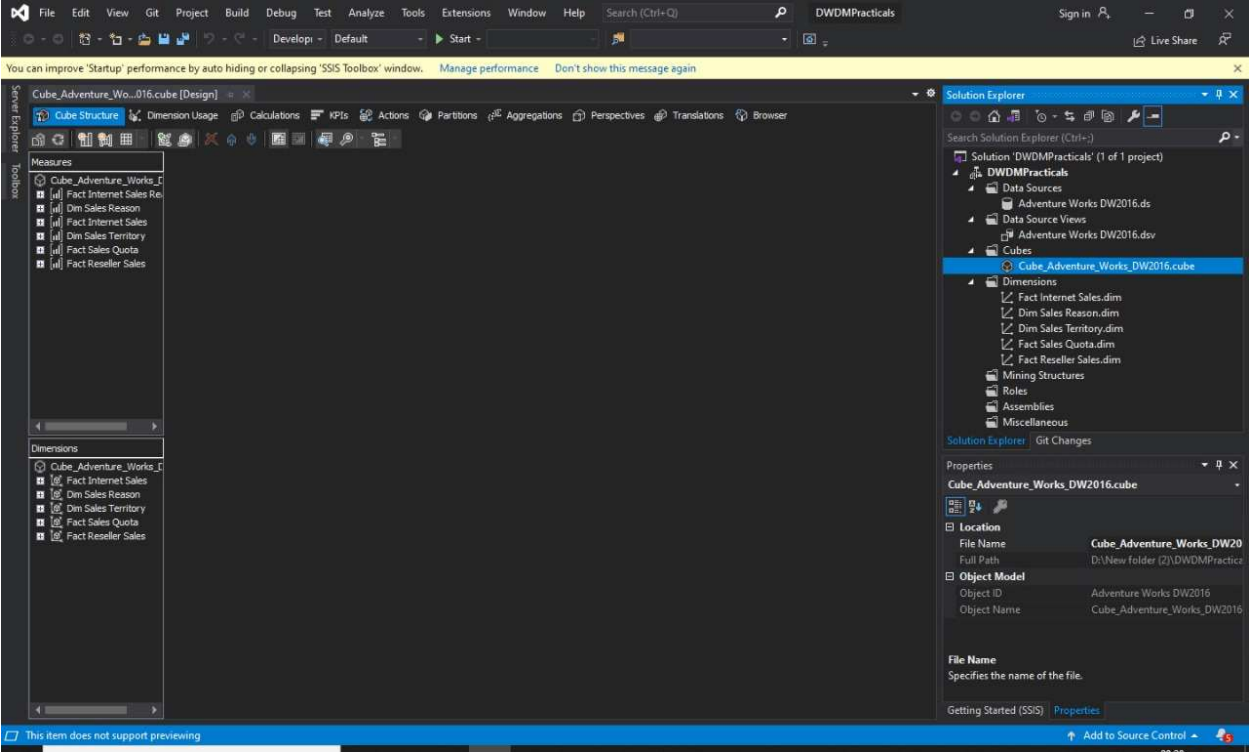 File Edit View Git Project Build Debug Test Analyze Tools Extensions Window Help Search (Ctrl+Q) DWDMPracticals Sign in
Developi Default Start Live Share
You can improve 'Startup' performance by auto hiding or collapsing 'SSIS Toolbox' window. Manage performance Don't show this message again
Server Explorer
Toolbox
Cube_Adventure_Wo...016.cube [Design]
Cube Structure Dimension Usage Calculations KPIs Actions Partitions Aggregations Perspectives Translations Browser
Measures
Cube_Adventure_Works_D
Fact Internet Sales Re
Dim Sales Reason
Fact Internet Sales
Dim Sales Territory
Fact Sales Quota
Fact Reseller Sales
Dimensions
Cube_Adventure_Works_D
Fact Internet Sales
Dim Sales Reason
Dim Sales Territory
Fact Sales Quota
Fact Reseller Sales
Solution Explorer
Search Solution Explorer (Ctrl+;)
Solution 'DWDMPracticals' (1 of 1 project)
DWDMPracticals
Data Sources
Adventure Works DW2016.ds
Data Source Views
Adventure Works DW2016.dsv
Cubes
Cube_Adventure_Works_DW2016.cube
Dimensions
Fact Internet Sales.dim
Dim Sales Reason.dim
Dim Sales Territory.dim
Fact Sales Quota.dim
Fact Reseller Sales.dim
Mining Structures
Roles
Assemblies
Miscellaneous
Solution Explorer Git Changes
Properties
Cube_Adventure_Works_DW2016.cube
Location
File Name Cube_Adventure_Works_DW20
Full Path D:\New folder (2)\DWDMPractica
Object Model
Object ID Adventure Works DW2016
Object Name Cube_Adventure_Works_DW2016
File Name
Specifies the name of the file.
Getting Started (SSIS) Properties
This item does not support previewing Add to Source Control 5